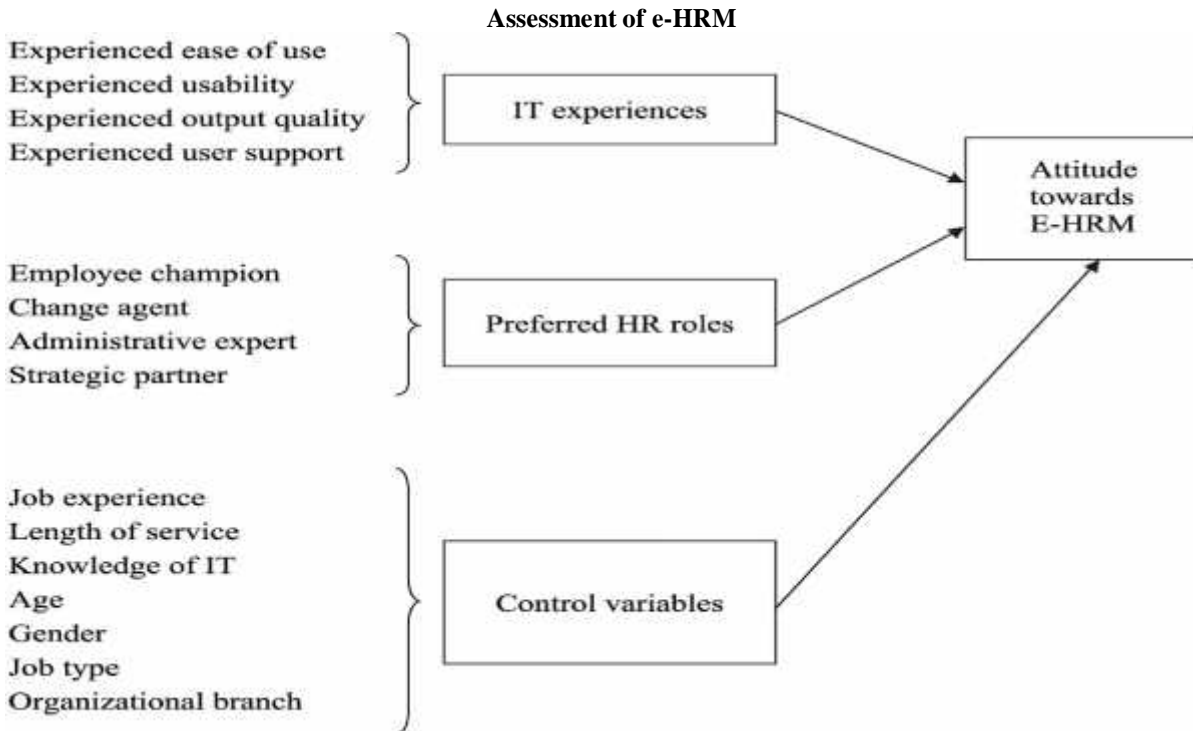 Assessment of e-HRM
Experienced ease of use
Experienced usability
Experienced output quality
Experienced user support
IT experiences
Attitude
towards
E-HRM
Employee champion
Change agent
Administrative expert
Strategic partner
Preferred HR roles
Job experience
Length of service
Knowledge of IT
Age
Gender
Job type
Organizational branch
Control variables